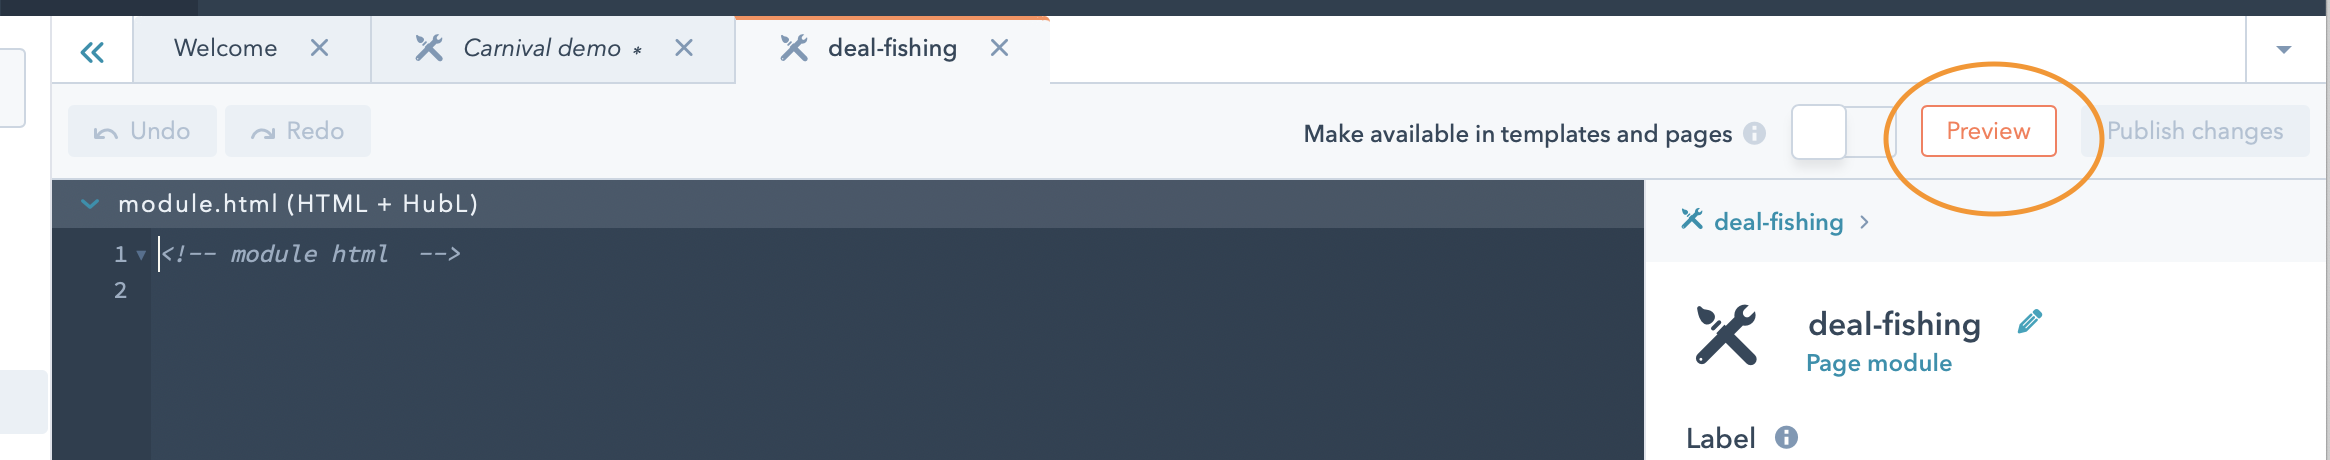 Welcome
Carnival demo *
deal-fishing
Undo
Redo
Make available in templates and pages
Preview
Publish changes
module.html (HTML + HubL)
deal-fishing
1 <!-- module html  -->
2
deal-fishing
Page module
Label